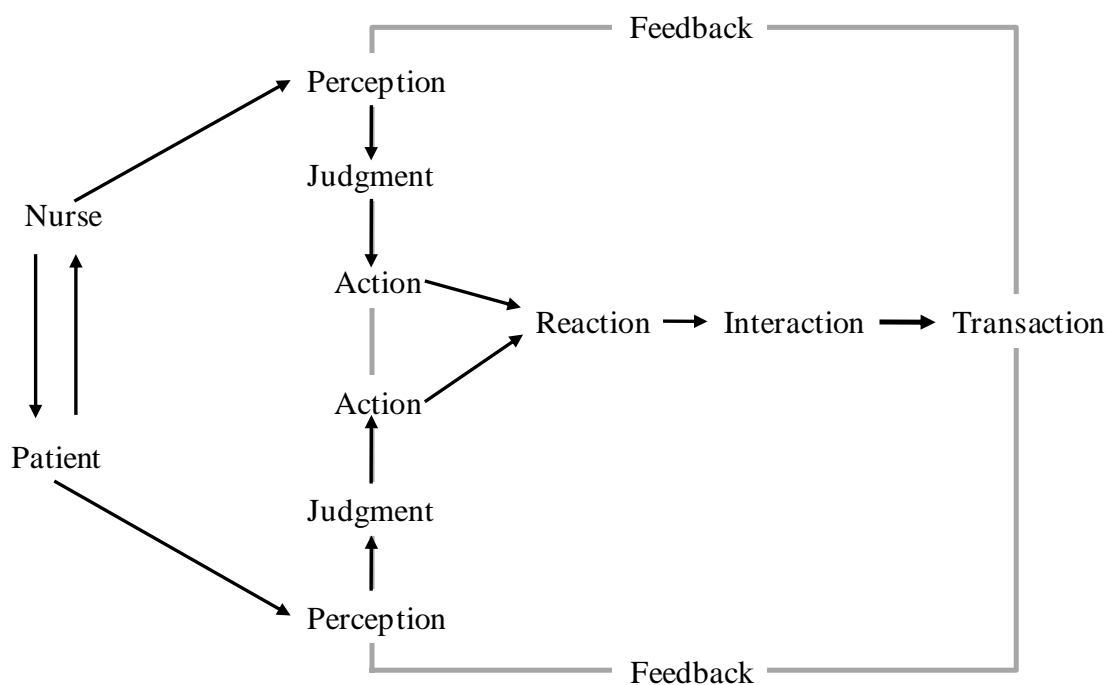 Feedback
Perception
Judgment
Nurse
Action
Reaction Interaction Transaction
Action
Patient
Judgment
Perception
Feedback